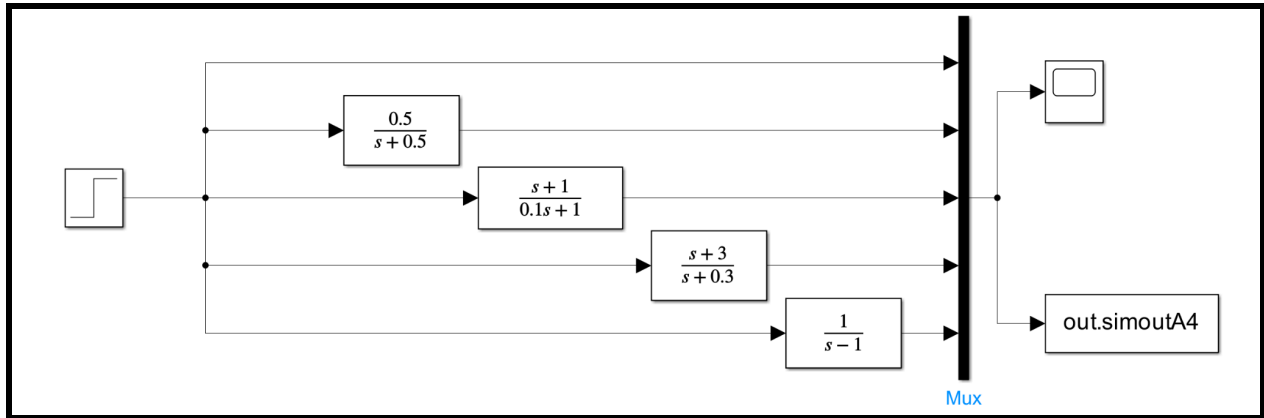 0.5
s + 0.5
s + 1
0.1s + 1
s + 3
s + 0.3
1
s − 1
out.simoutA4
Mux